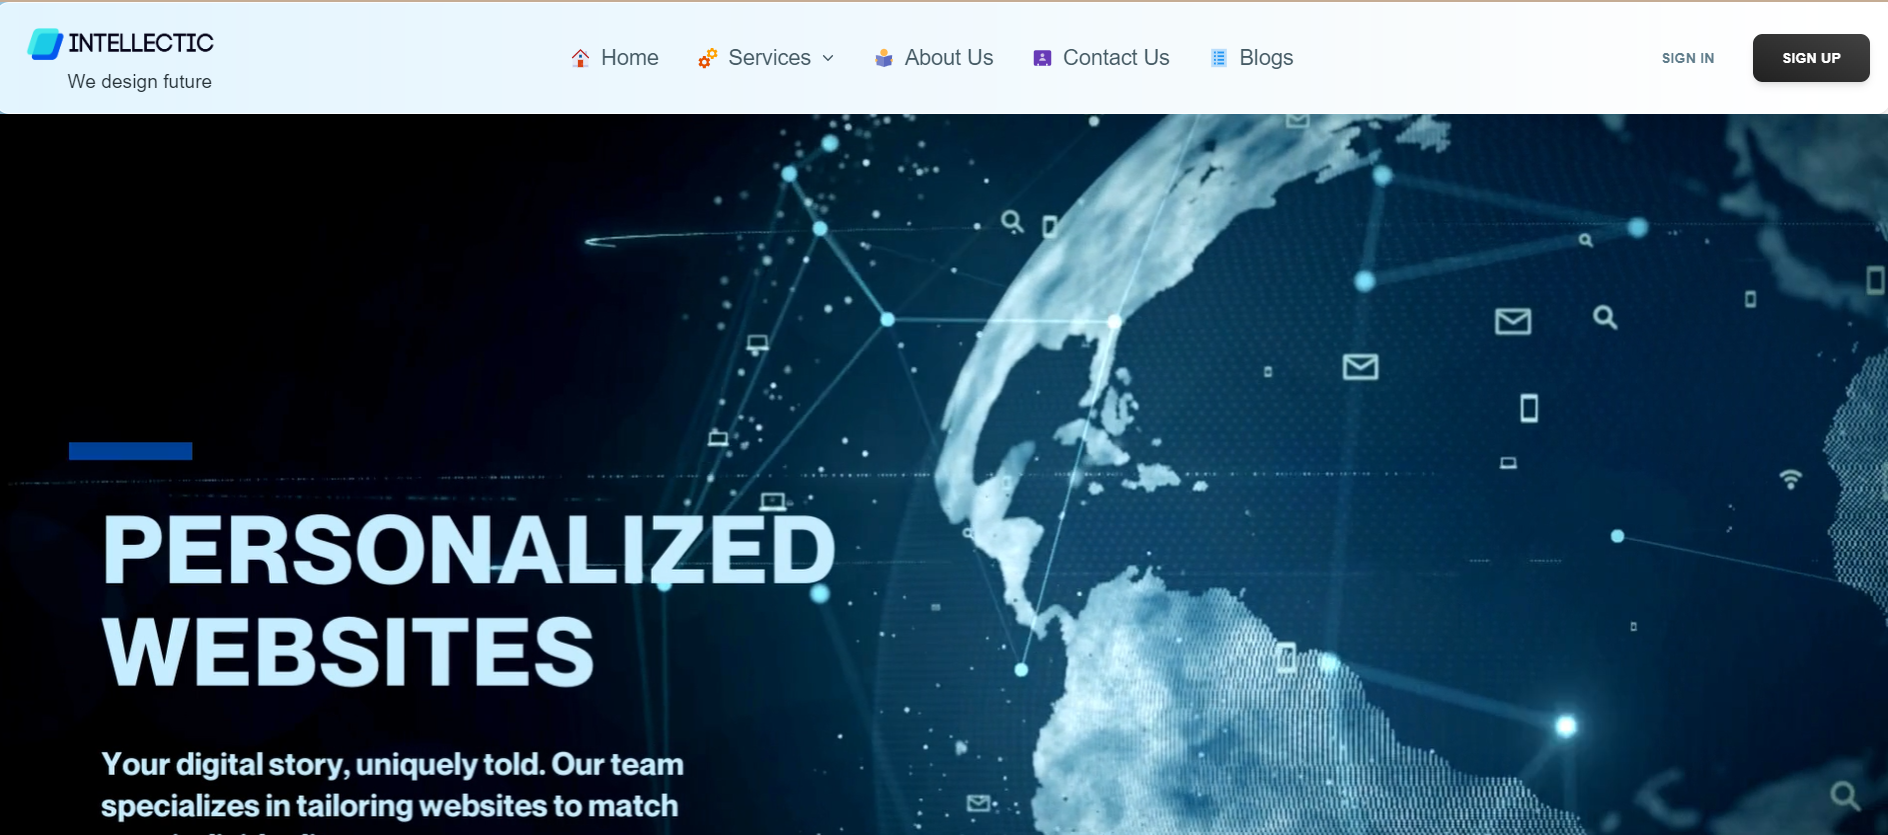 INTELLECTIC
We design future
Home
Services
About Us
Contact Us
Blogs
SIGN IN
SIGN UP
PERSONALIZED
WEBSITES
Your digital story, uniquely told. Our team
specializes in tailoring websites to match